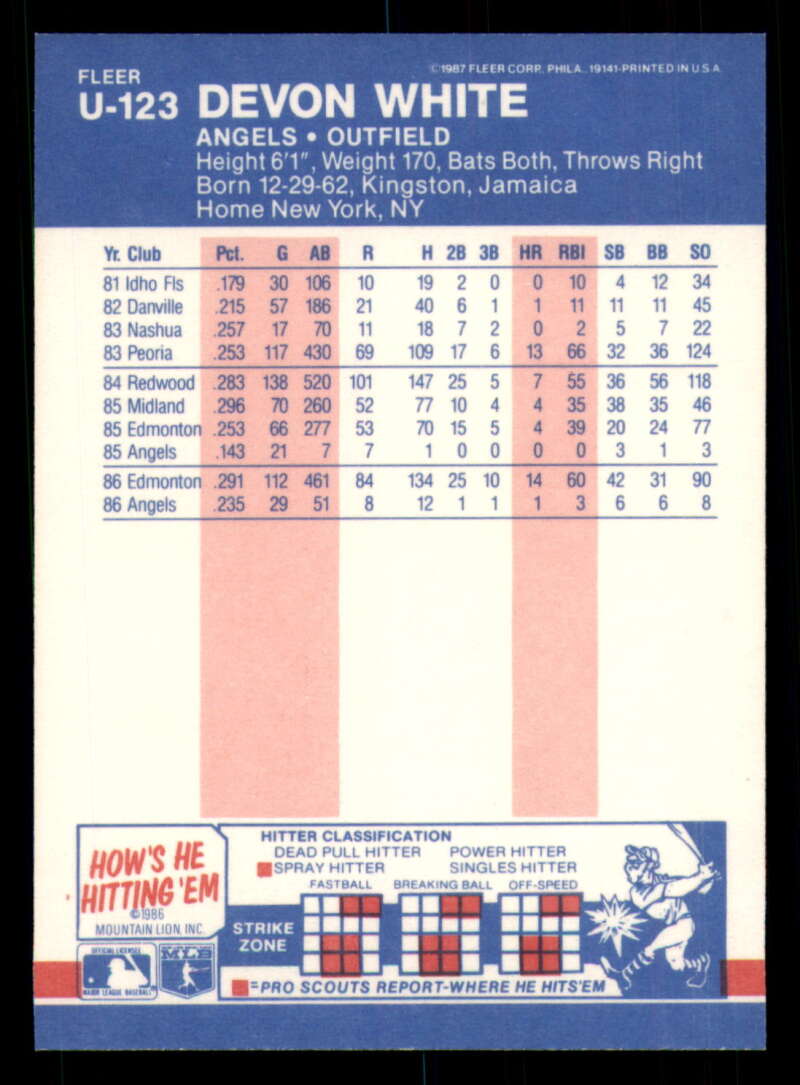 FLEER
©1987 FLEER CORP. PHILA. 19141-PRINTED IN U.S.A.
U-123 DEVON WHITE
ANGELS • OUTFIELD
Height 6'1", Weight 170, Bats Both, Throws Right
Born 12-29-62, Kingston, Jamaica
Home New York, NY
Yr. Club Pct. G AB R H 2B 3B HR RBI SB BB SO
81 Idho Fls .179 30 106 10 19 2 0 0 10 4 12 34
82 Danville .215 57 186 21 40 6 1 1 11 11 11 45
83 Nashua .257 17 70 11 18 7 2 0 2 5 7 22
83 Peoria .253 117 430 69 109 17 6 13 66 32 36 124
84 Redwood .283 138 520 101 147 25 5 7 55 36 56 118
85 Midland .296 70 260 52 77 10 4 4 35 38 35 46
85 Edmonton .253 66 277 53 70 15 5 4 39 20 24 77
85 Angels .143 21 7 7 1 0 0 0 0 3 1 3
86 Edmonton .291 112 461 84 134 25 10 14 60 42 31 90
86 Angels .235 29 51 8 12 1 1 1 3 6 6 8
HOW'S HE
HITTING 'EM
©1986
MOUNTAIN LION, INC.
OFFICIAL LICENSEE
MAJOR LEAGUE BASEBALL
MLB
HITTER CLASSIFICATION
DEAD PULL HITTER POWER HITTER
SPRAY HITTER SINGLES HITTER
FASTBALL BREAKING BALL OFF-SPEED
STRIKE
ZONE
=PRO SCOUTS REPORT-WHERE HE HITS'EM